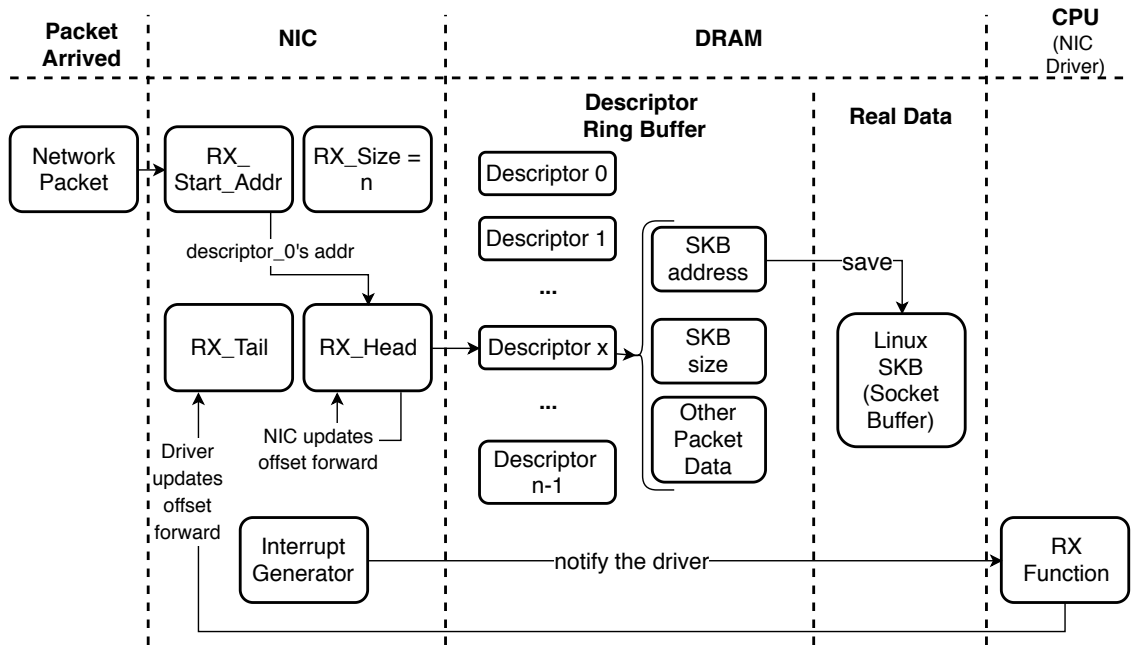 Packet
Arrived
NIC
DRAM
CPU
(NIC
Driver)
Descriptor
Ring Buffer
Real Data
Network
Packet
RX_
Start_Addr
RX_Size =
n
Descriptor 0
descriptor_0's addr
Descriptor 1
SKB
address
save
...
RX_Tail
RX_Head
Descriptor x
SKB
size
Linux
SKB
(Socket
Buffer)
...
Driver
updates
offset
forward
NIC updates
offset forward
Descriptor
n-1
Other
Packet
Data
Interrupt
Generator
notify the driver
RX
Function